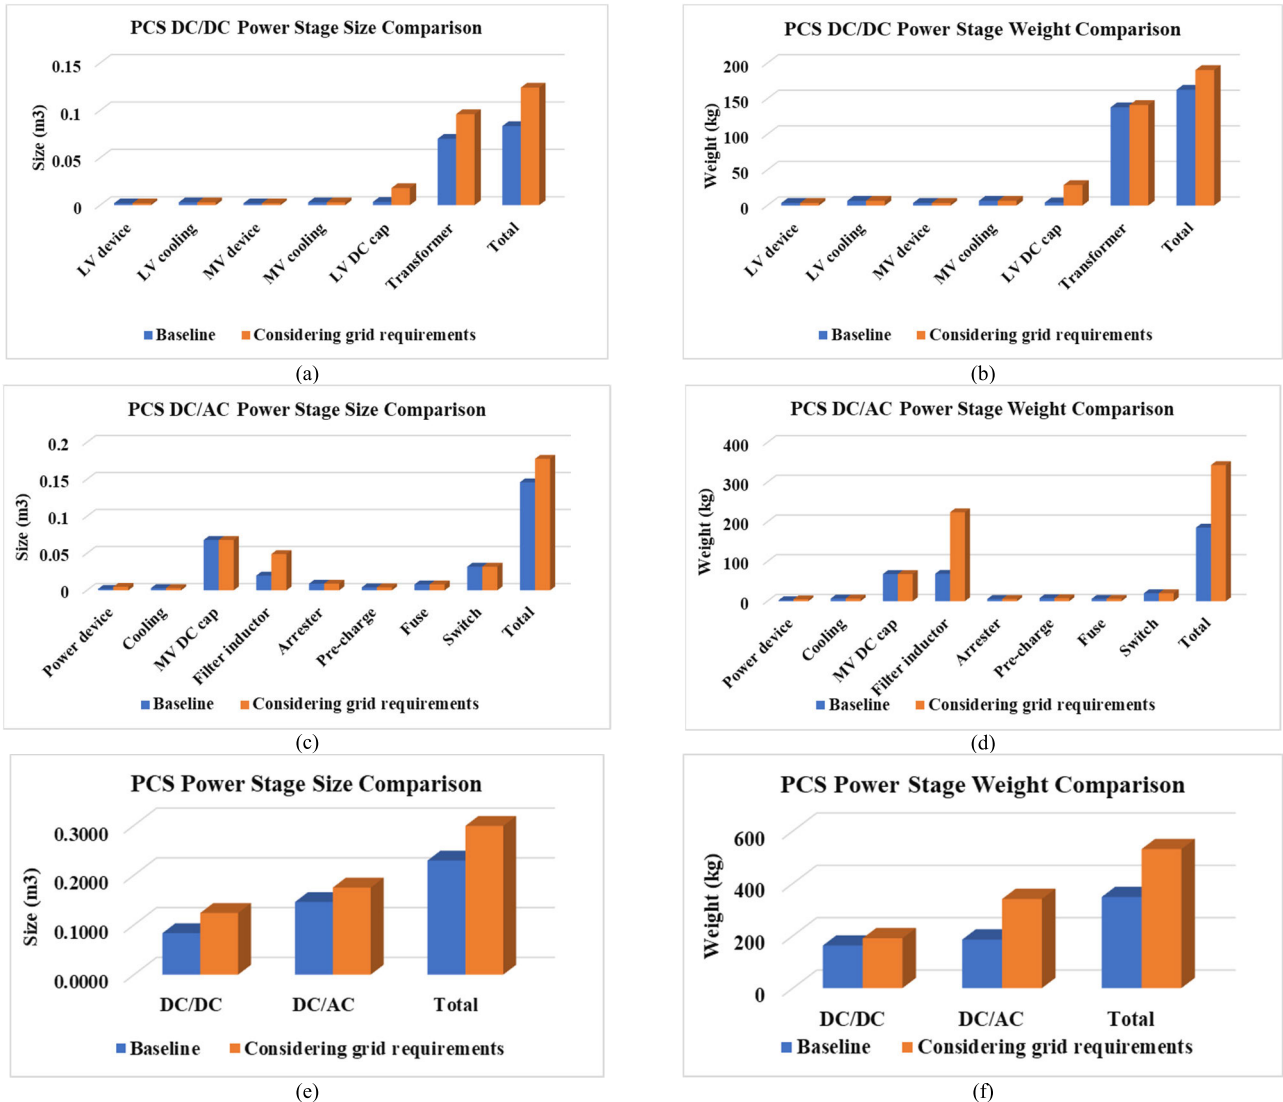 PCS DC/DC Power Stage Size Comparison
Size (m3)
0.15
0.1
0.05
0
LV device
LV cooling
MV device
MV cooling
LV DC cap
Transformer
Total
Baseline
Considering grid requirements
(a)
PCS DC/DC Power Stage Weight Comparison
Weight (kg)
200
150
100
50
0
LV device
LV cooling
MV device
MV cooling
LV DC cap
Transformer
Total
Baseline
Considering grid requirements
(b)
PCS DC/AC Power Stage Size Comparison
Size (m3)
0.2
0.15
0.1
0.05
0
Power device
Cooling
MV DC cap
Filter inductor
Arrester
Pre-charge
Fuse
Switch
Total
Baseline
Considering grid requirements
(c)
PCS DC/AC Power Stage Weight Comparison
Weight (kg)
400
300
200
100
0
Power device
Cooling
MV DC cap
Filter inductor
Arrester
Pre-charge
Fuse
Switch
Total
Baseline
Considering grid requirements
(d)
PCS Power Stage Size Comparison
Size (m3)
0.3000
0.2000
0.1000
0.0000
DC/DC
DC/AC
Total
Baseline
Considering grid requirements
(e)
PCS Power Stage Weight Comparison
Weight (kg)
600
400
200
0
DC/DC
DC/AC
Total
Baseline
Considering grid requirements
(f)